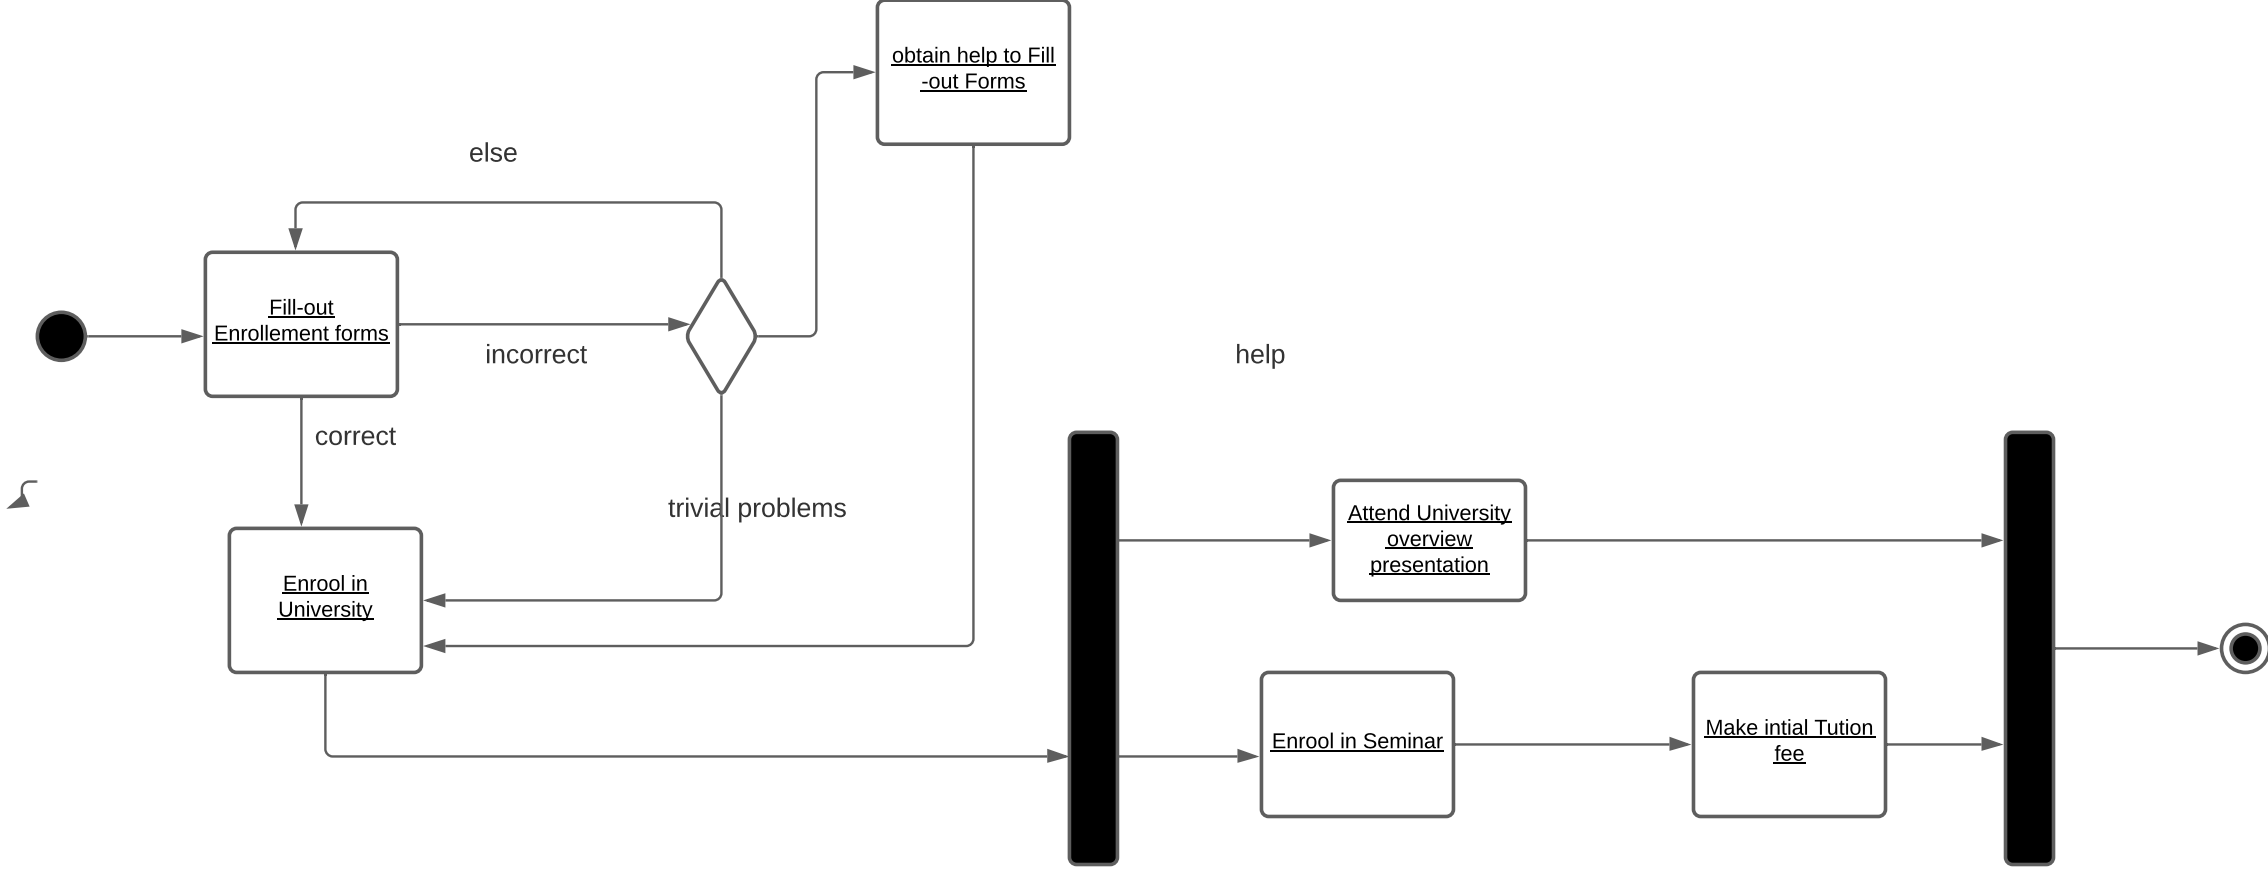 obtain help to Fill
-out Forms
else
Fill-out
Enrollement forms
incorrect
help
correct
trivial problems
Attend University
overview
presentation
Enrool in
University
Enrool in Seminar
Make intial Tution
fee